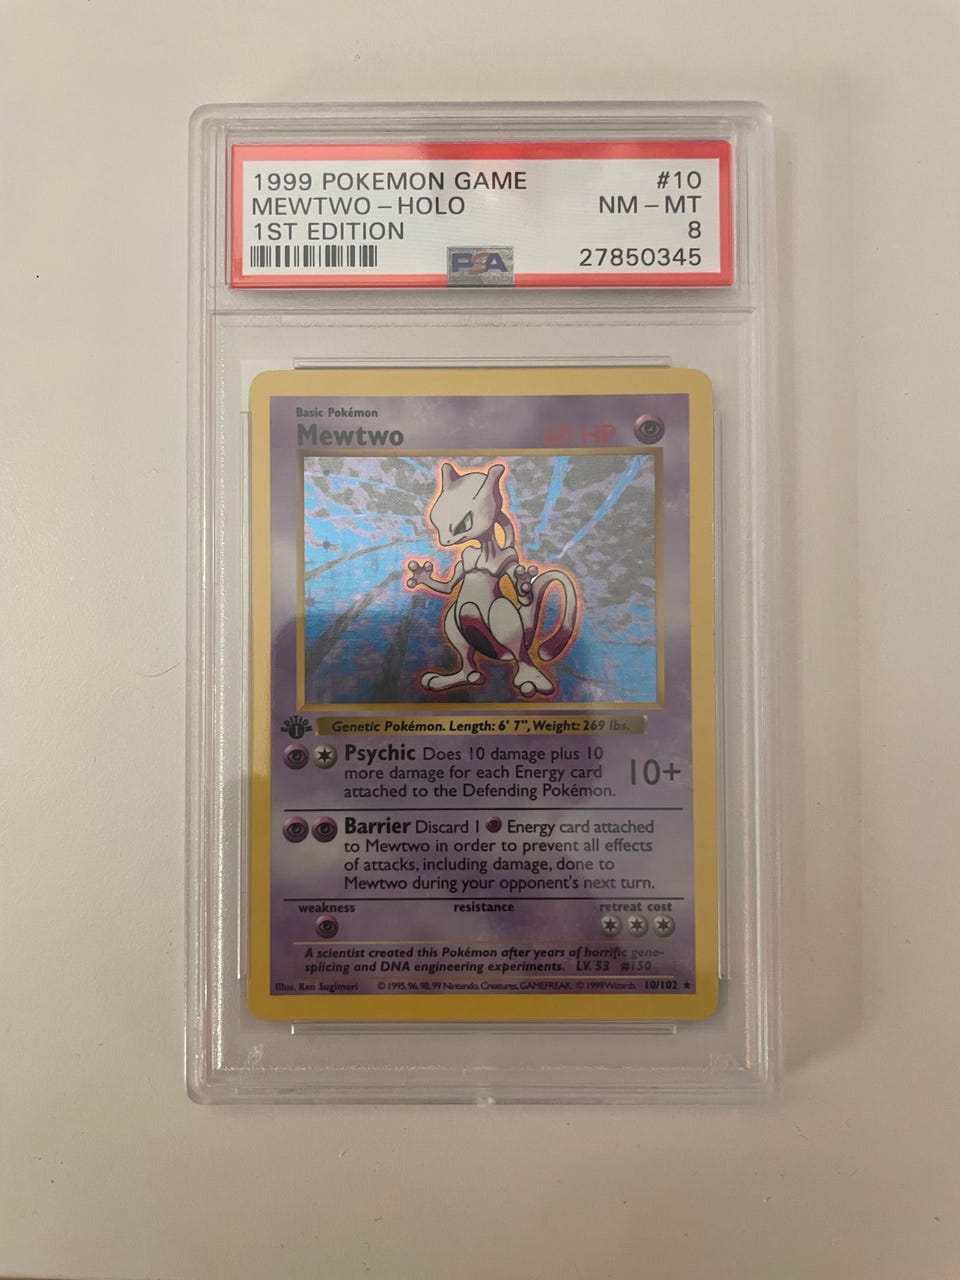 1999 POKEMON GAME #10
MEWTWO – HOLO NM – MT
1ST EDITION 8
PSA 27850345
Basic Pokémon
Mewtwo 60 HP
EDITION
1
Genetic Pokémon. Length: 6' 7", Weight: 269 lbs.
Psychic Does 10 damage plus 10
more damage for each Energy card
attached to the Defending Pokémon.
10+
Barrier Discard 1 Energy card attached
to Mewtwo in order to prevent all effects
of attacks, including damage, done to
Mewtwo during your opponent's next turn.
weakness resistance retreat cost
A scientist created this Pokémon after years of horrific gene-
splicing and DNA engineering experiments. LV. 53 #150
Illus. Ken Sugimori © 1995, 96, 98, 99 Nintendo, Creatures, GAMEFREAK. © 1999 Wizards. 10/102 ★